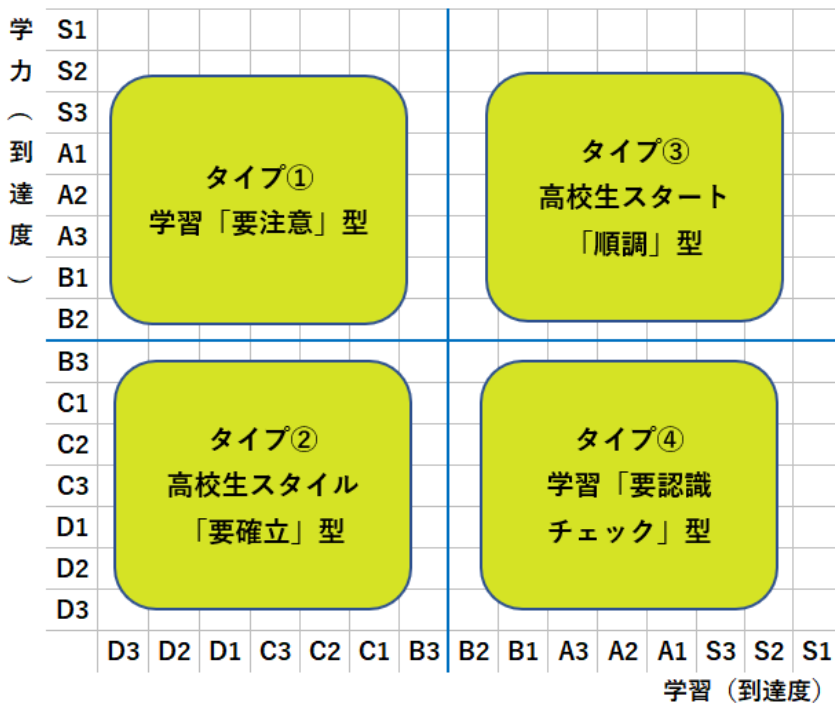 学力（到達度）
S1
S2
S3
A1
A2
A3
B1
B2
B3
C1
C2
C3
D1
D2
D3
タイプ①
学習「要注意」型
タイプ③
高校生スタート
「順調」型
タイプ②
高校生スタイル
「要確立」型
タイプ④
学習「要認識
チェック」型
D3 D2 D1 C3 C2 C1 B3 B2 B1 A3 A2 A1 S3 S2 S1
学習（到達度）